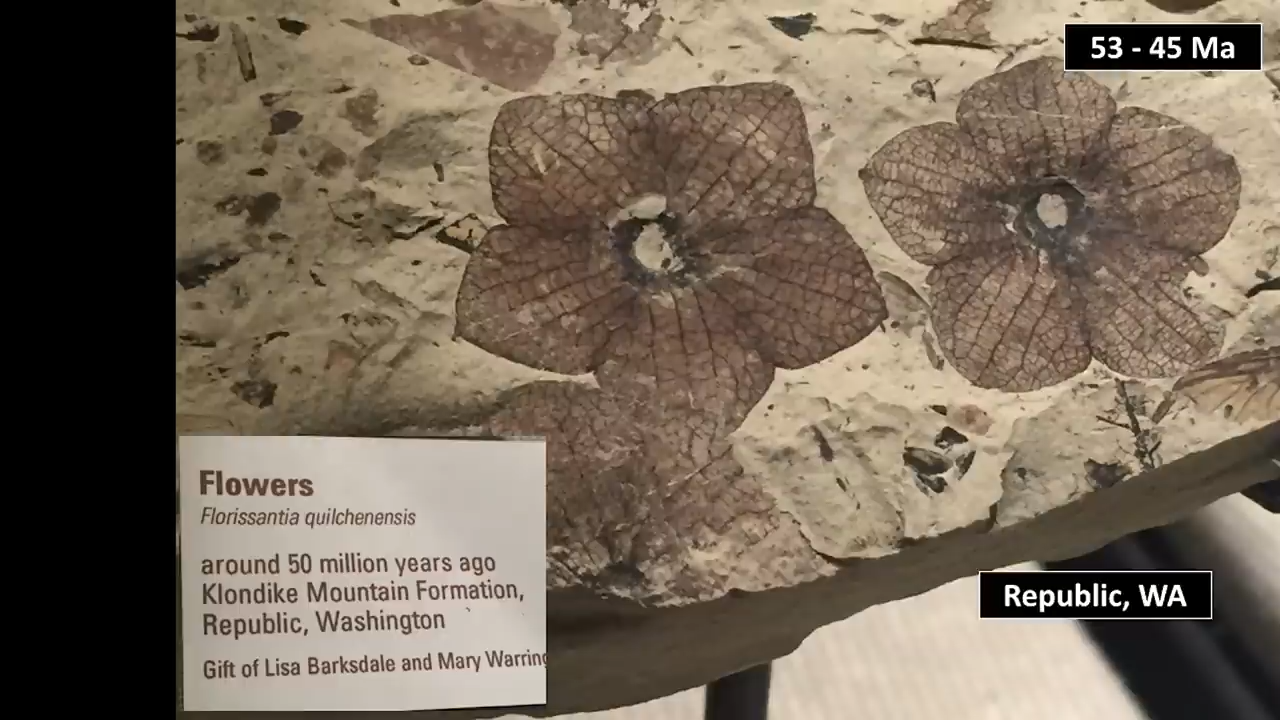 53 - 45 Ma
Flowers
Florissantia quilchenensis
around 50 million years ago
Klondike Mountain Formation,
Republic, Washington
Gift of Lisa Barksdale and Mary Warring
Republic, WA